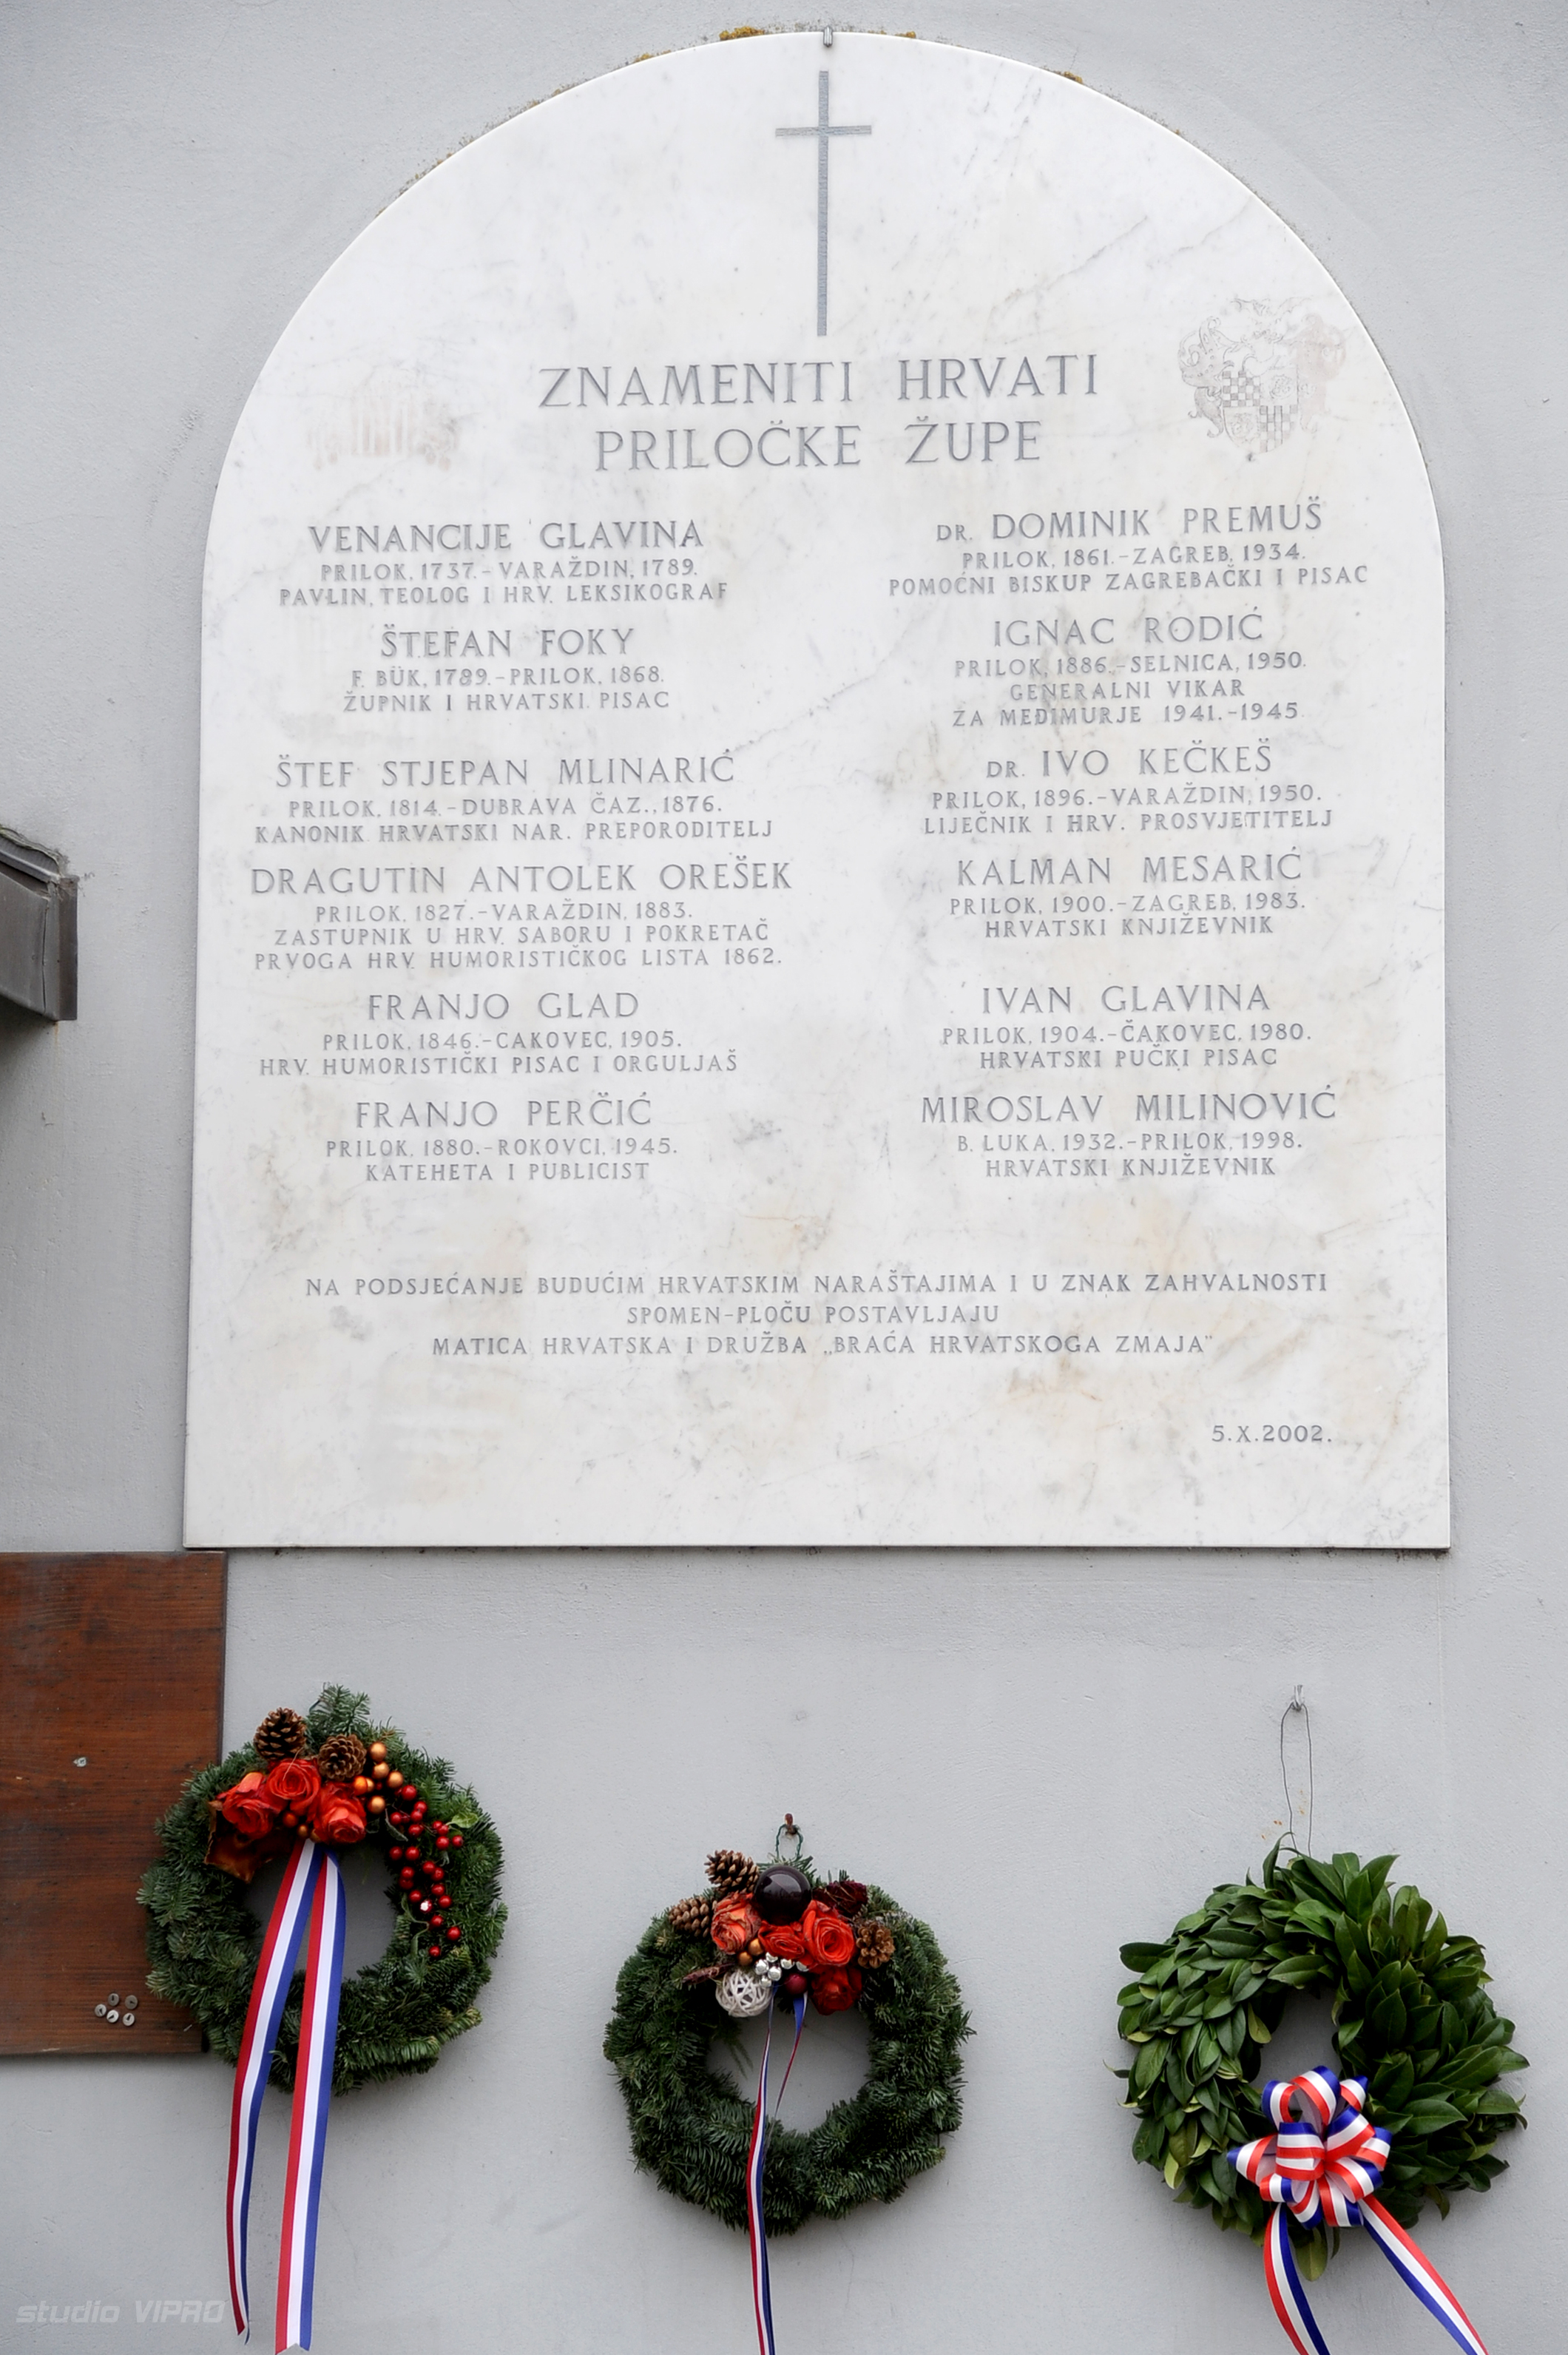 ZNAMENITI HRVATI
PRILOČKE ŽUPE
VENANCIJE GLAVINA
PRILOK, 1737.-VARAŽDIN, 1789.
PAVLIN, TEOLOG I HRV. LEKSIKOGRAF
ŠTEFAN FOKY
F. BÜK, 1789.-PRILOK, 1868.
ŽUPNIK I HRVATSKI PISAC
ŠTEF STJEPAN MLINARIĆ
PRILOK, 1814.-DUBRAVA ČAZ., 1876.
KANONIK HRVATSKI NAR. PREPORODITELJ
DRAGUTIN ANTOLEK OREŠEK
PRILOK, 1827.-VARAŽDIN, 1883.
ZASTUPNIK U HRV. SABORU I POKRETAČ
PRVOGA HRV. HUMORISTIČKOG LISTA 1862.
FRANJO GLAD
PRILOK, 1846.-CAKOVEC, 1905.
HRV. HUMORISTIČKI PISAC I ORGULJAŠ
FRANJO PERČIĆ
PRILOK, 1880.-ROKOVCI, 1945.
KATEHETA I PUBLICIST
DR. DOMINIK PREMUŠ
PRILOK, 1861.-ZAGREB, 1934.
POMOĆNI BISKUP ZAGREBAČKI I PISAC
IGNAC RODIĆ
PRILOK, 1886.-SELNICA, 1950.
GENERALNI VIKAR
ZA MEĐIMURJE 1941.-1945.
DR. IVO KEČKEŠ
PRILOK, 1896.-VARAŽDIN, 1950.
LIJEČNIK I HRV. PROSVJETITELJ
KALMAN MESARIĆ
PRILOK, 1900.-ZAGREB, 1983.
HRVATSKI KNJIŽEVNIK
IVAN GLAVINA
PRILOK, 1904.-ČAKOVEC, 1980.
HRVATSKI PUČKI PISAC
MIROSLAV MILINOVIĆ
B. LUKA, 1932.-PRILOK, 1998.
HRVATSKI KNJIŽEVNIK
NA PODSJEĆANJE BUDUĆIM HRVATSKIM NARAŠTAJIMA I U ZNAK ZAHVALNOSTI
SPOMEN-PLOČU POSTAVLJAJU
MATICA HRVATSKA I DRUŽBA „BRAĆA HRVATSKOGA ZMAJA"
5.X.2002.
studio VIPRO